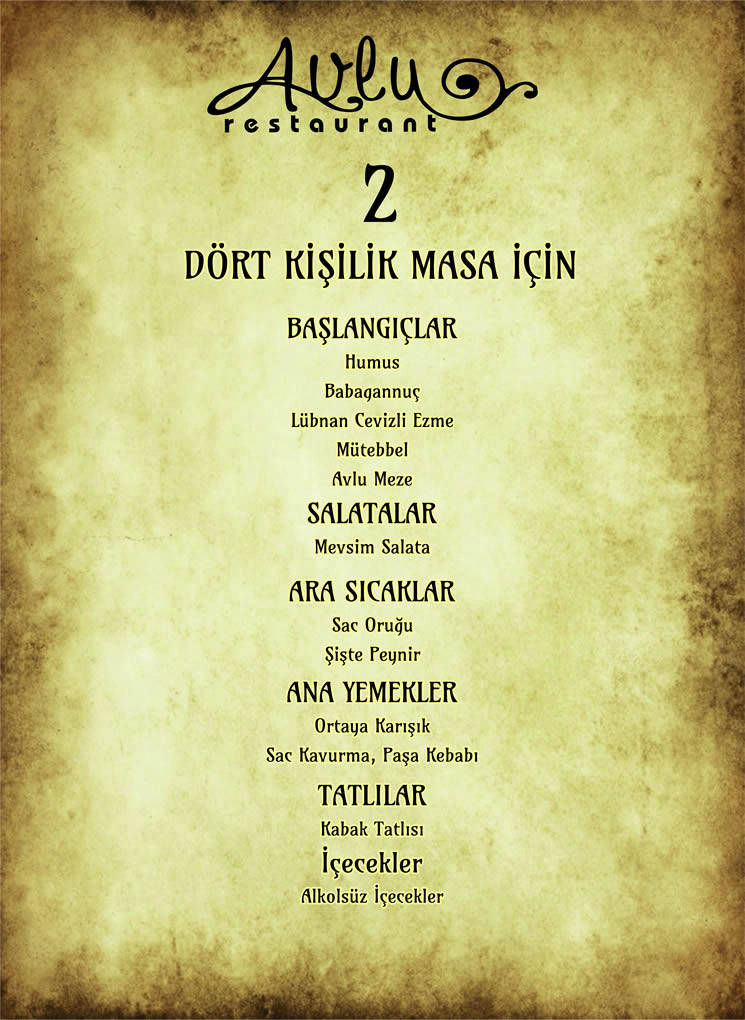 Avlu
restaurant
2
DÖRT KİŞİLİK MASA İÇİN
BAŞLANGIÇLAR
Humus
Babagannuç
Lübnan Cevizli Ezme
Mütebbel
Avlu Meze
SALATALAR
Mevsim Salata
ARA SICAKLAR
Sac Oruğu
Şişte Peynir
ANA YEMEKLER
Ortaya Karışık
Sac Kavurma, Paşa Kebabı
TATLILAR
Kabak Tatlısı
İçecekler
Alkolsüz İçecekler